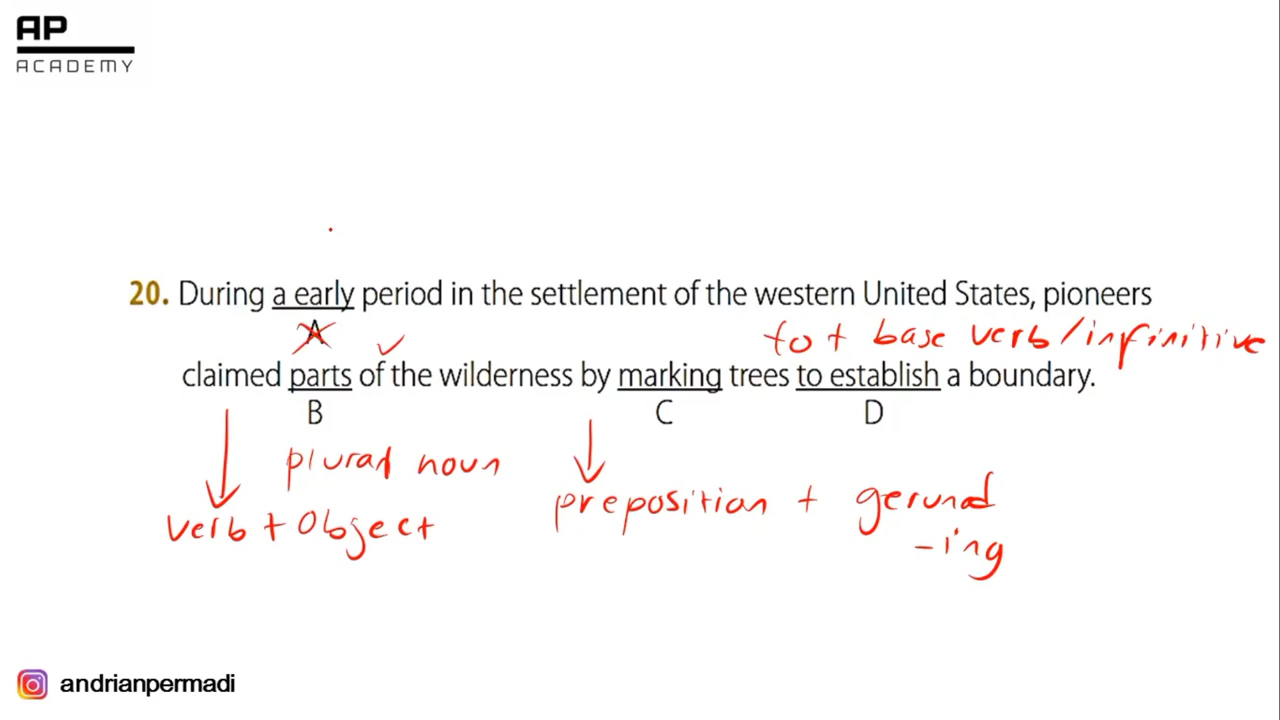 AP
ACADEMY
20. During a early period in the settlement of the western United States, pioneers
A
to + base verb/infinitive
claimed parts of the wilderness by marking trees to establish a boundary.
B C D
plural noun
preposition + gerund
verb + Object
-ing
andrianpermadi